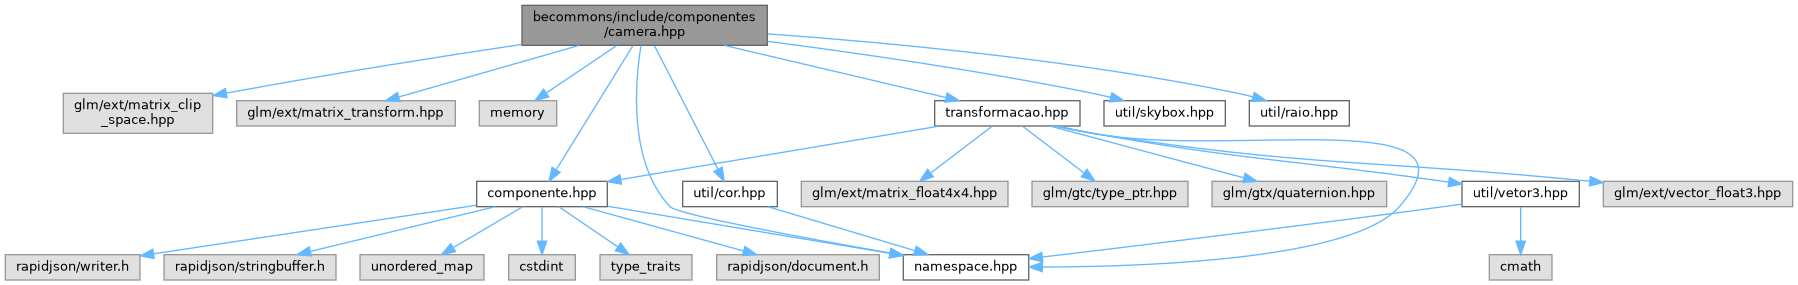 becommons/include/componentes
/camera.hpp
glm/ext/matrix_clip
_space.hpp
glm/ext/matrix_transform.hpp
memory
transformacao.hpp
util/skybox.hpp
util/raio.hpp
componente.hpp
util/cor.hpp
glm/ext/matrix_float4x4.hpp
glm/gtc/type_ptr.hpp
glm/gtx/quaternion.hpp
util/vetor3.hpp
glm/ext/vector_float3.hpp
rapidjson/writer.h
rapidjson/stringbuffer.h
unordered_map
cstdint
type_traits
rapidjson/document.h
namespace.hpp
cmath